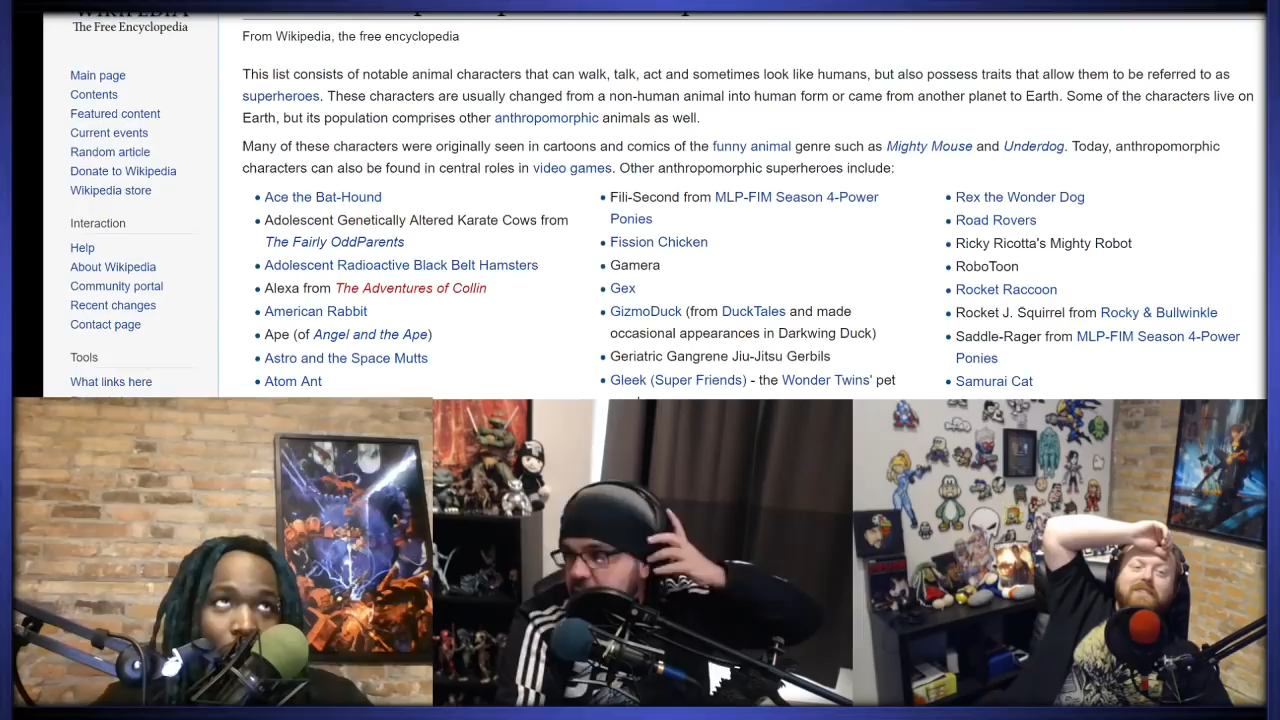 The Free Encyclopedia
Main page
Contents
Featured content
Current events
Random article
Donate to Wikipedia
Wikipedia store
Interaction
Help
About Wikipedia
Community portal
Recent changes
Contact page
Tools
What links here
From Wikipedia, the free encyclopedia
This list consists of notable animal characters that can walk, talk, act and sometimes look like humans, but also possess traits that allow them to be referred to as
superheroes. These characters are usually changed from a non-human animal into human form or came from another planet to Earth. Some of the characters live on
Earth, but its population comprises other anthropomorphic animals as well.
Many of these characters were originally seen in cartoons and comics of the funny animal genre such as Mighty Mouse and Underdog. Today, anthropomorphic
characters can also be found in central roles in video games. Other anthropomorphic superheroes include:
• Ace the Bat-Hound
• Adolescent Genetically Altered Karate Cows from
The Fairly OddParents
• Adolescent Radioactive Black Belt Hamsters
• Alexa from The Adventures of Collin
• American Rabbit
• Ape (of Angel and the Ape)
• Astro and the Space Mutts
• Atom Ant
• Fili-Second from MLP-FIM Season 4-Power
Ponies
• Fission Chicken
• Gamera
• Gex
• GizmoDuck (from DuckTales and made
occasional appearances in Darkwing Duck)
• Geriatric Gangrene Jiu-Jitsu Gerbils
• Gleek (Super Friends) - the Wonder Twins' pet
• Rex the Wonder Dog
• Road Rovers
• Ricky Ricotta's Mighty Robot
• RoboToon
• Rocket Raccoon
• Rocket J. Squirrel from Rocky & Bullwinkle
• Saddle-Rager from MLP-FIM Season 4-Power
Ponies
• Samurai Cat